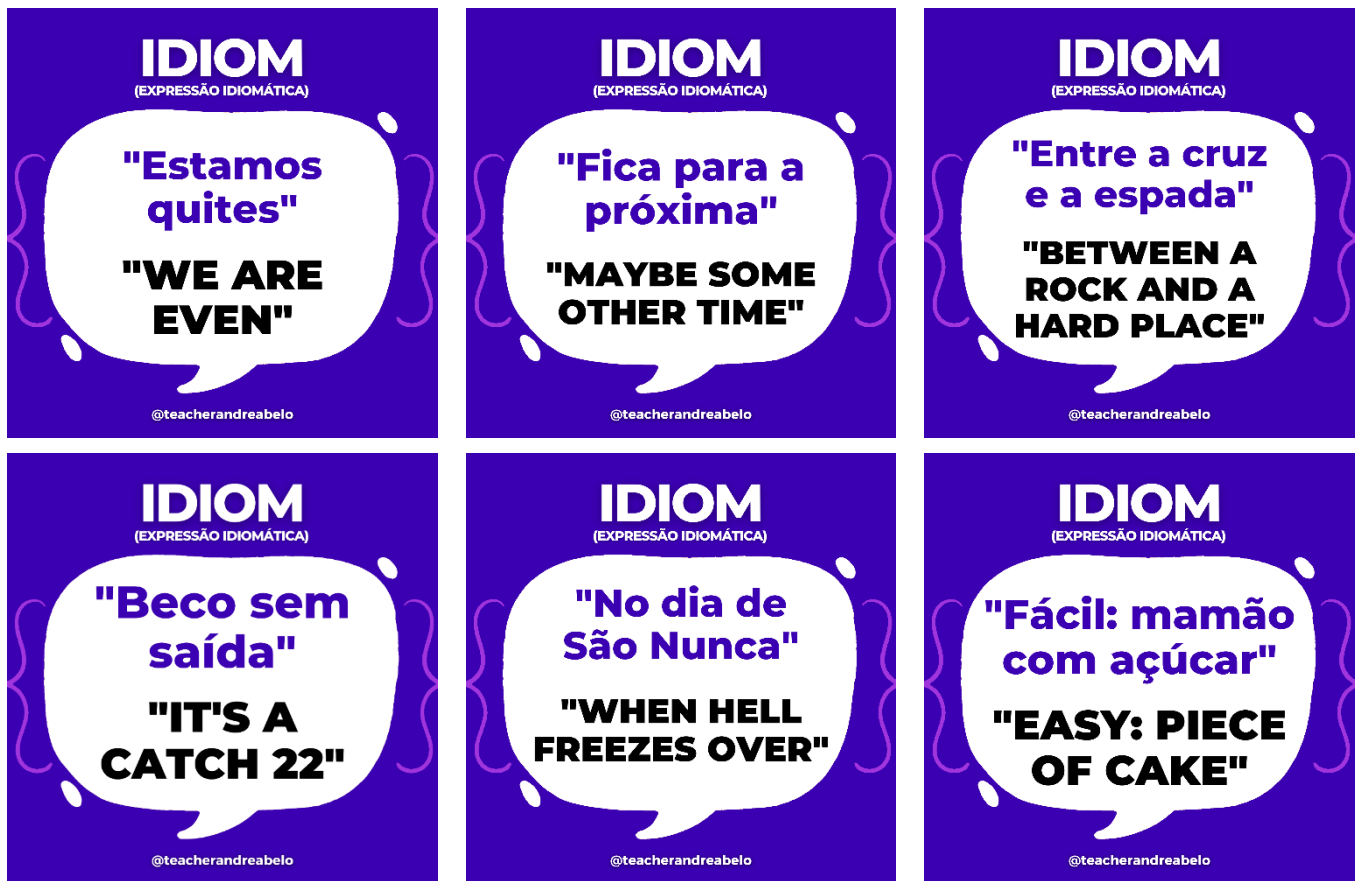 IDIOM
(EXPRESSÃO IDIOMÁTICA)
"Estamos
quites"
"WE ARE
EVEN"
@teacherandreabelo
IDIOM
(EXPRESSÃO IDIOMÁTICA)
"Fica para a
próxima"
"MAYBE SOME
OTHER TIME"
@teacherandreabelo
IDIOM
(EXPRESSÃO IDIOMÁTICA)
"Entre a cruz
e a espada"
"BETWEEN A
ROCK AND A
HARD PLACE"
@teacherandreabelo
IDIOM
(EXPRESSÃO IDIOMÁTICA)
"Beco sem
saída"
"IT'S A
CATCH 22"
@teacherandreabelo
IDIOM
(EXPRESSÃO IDIOMÁTICA)
"No dia de
São Nunca"
"WHEN HELL
FREEZES OVER"
@teacherandreabelo
IDIOM
(EXPRESSÃO IDIOMÁTICA)
"Fácil: mamão
com açúcar"
"EASY: PIECE
OF CAKE"
@teacherandreabelo